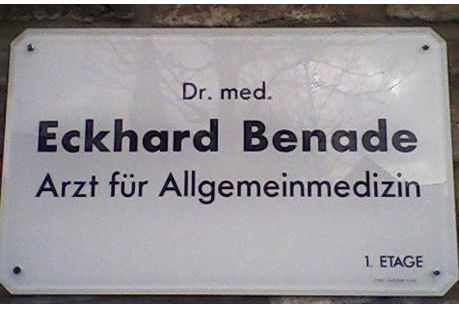 Dr. med.
Eckhard Benade
Arzt für Allgemeinmedizin
1. ETAGE